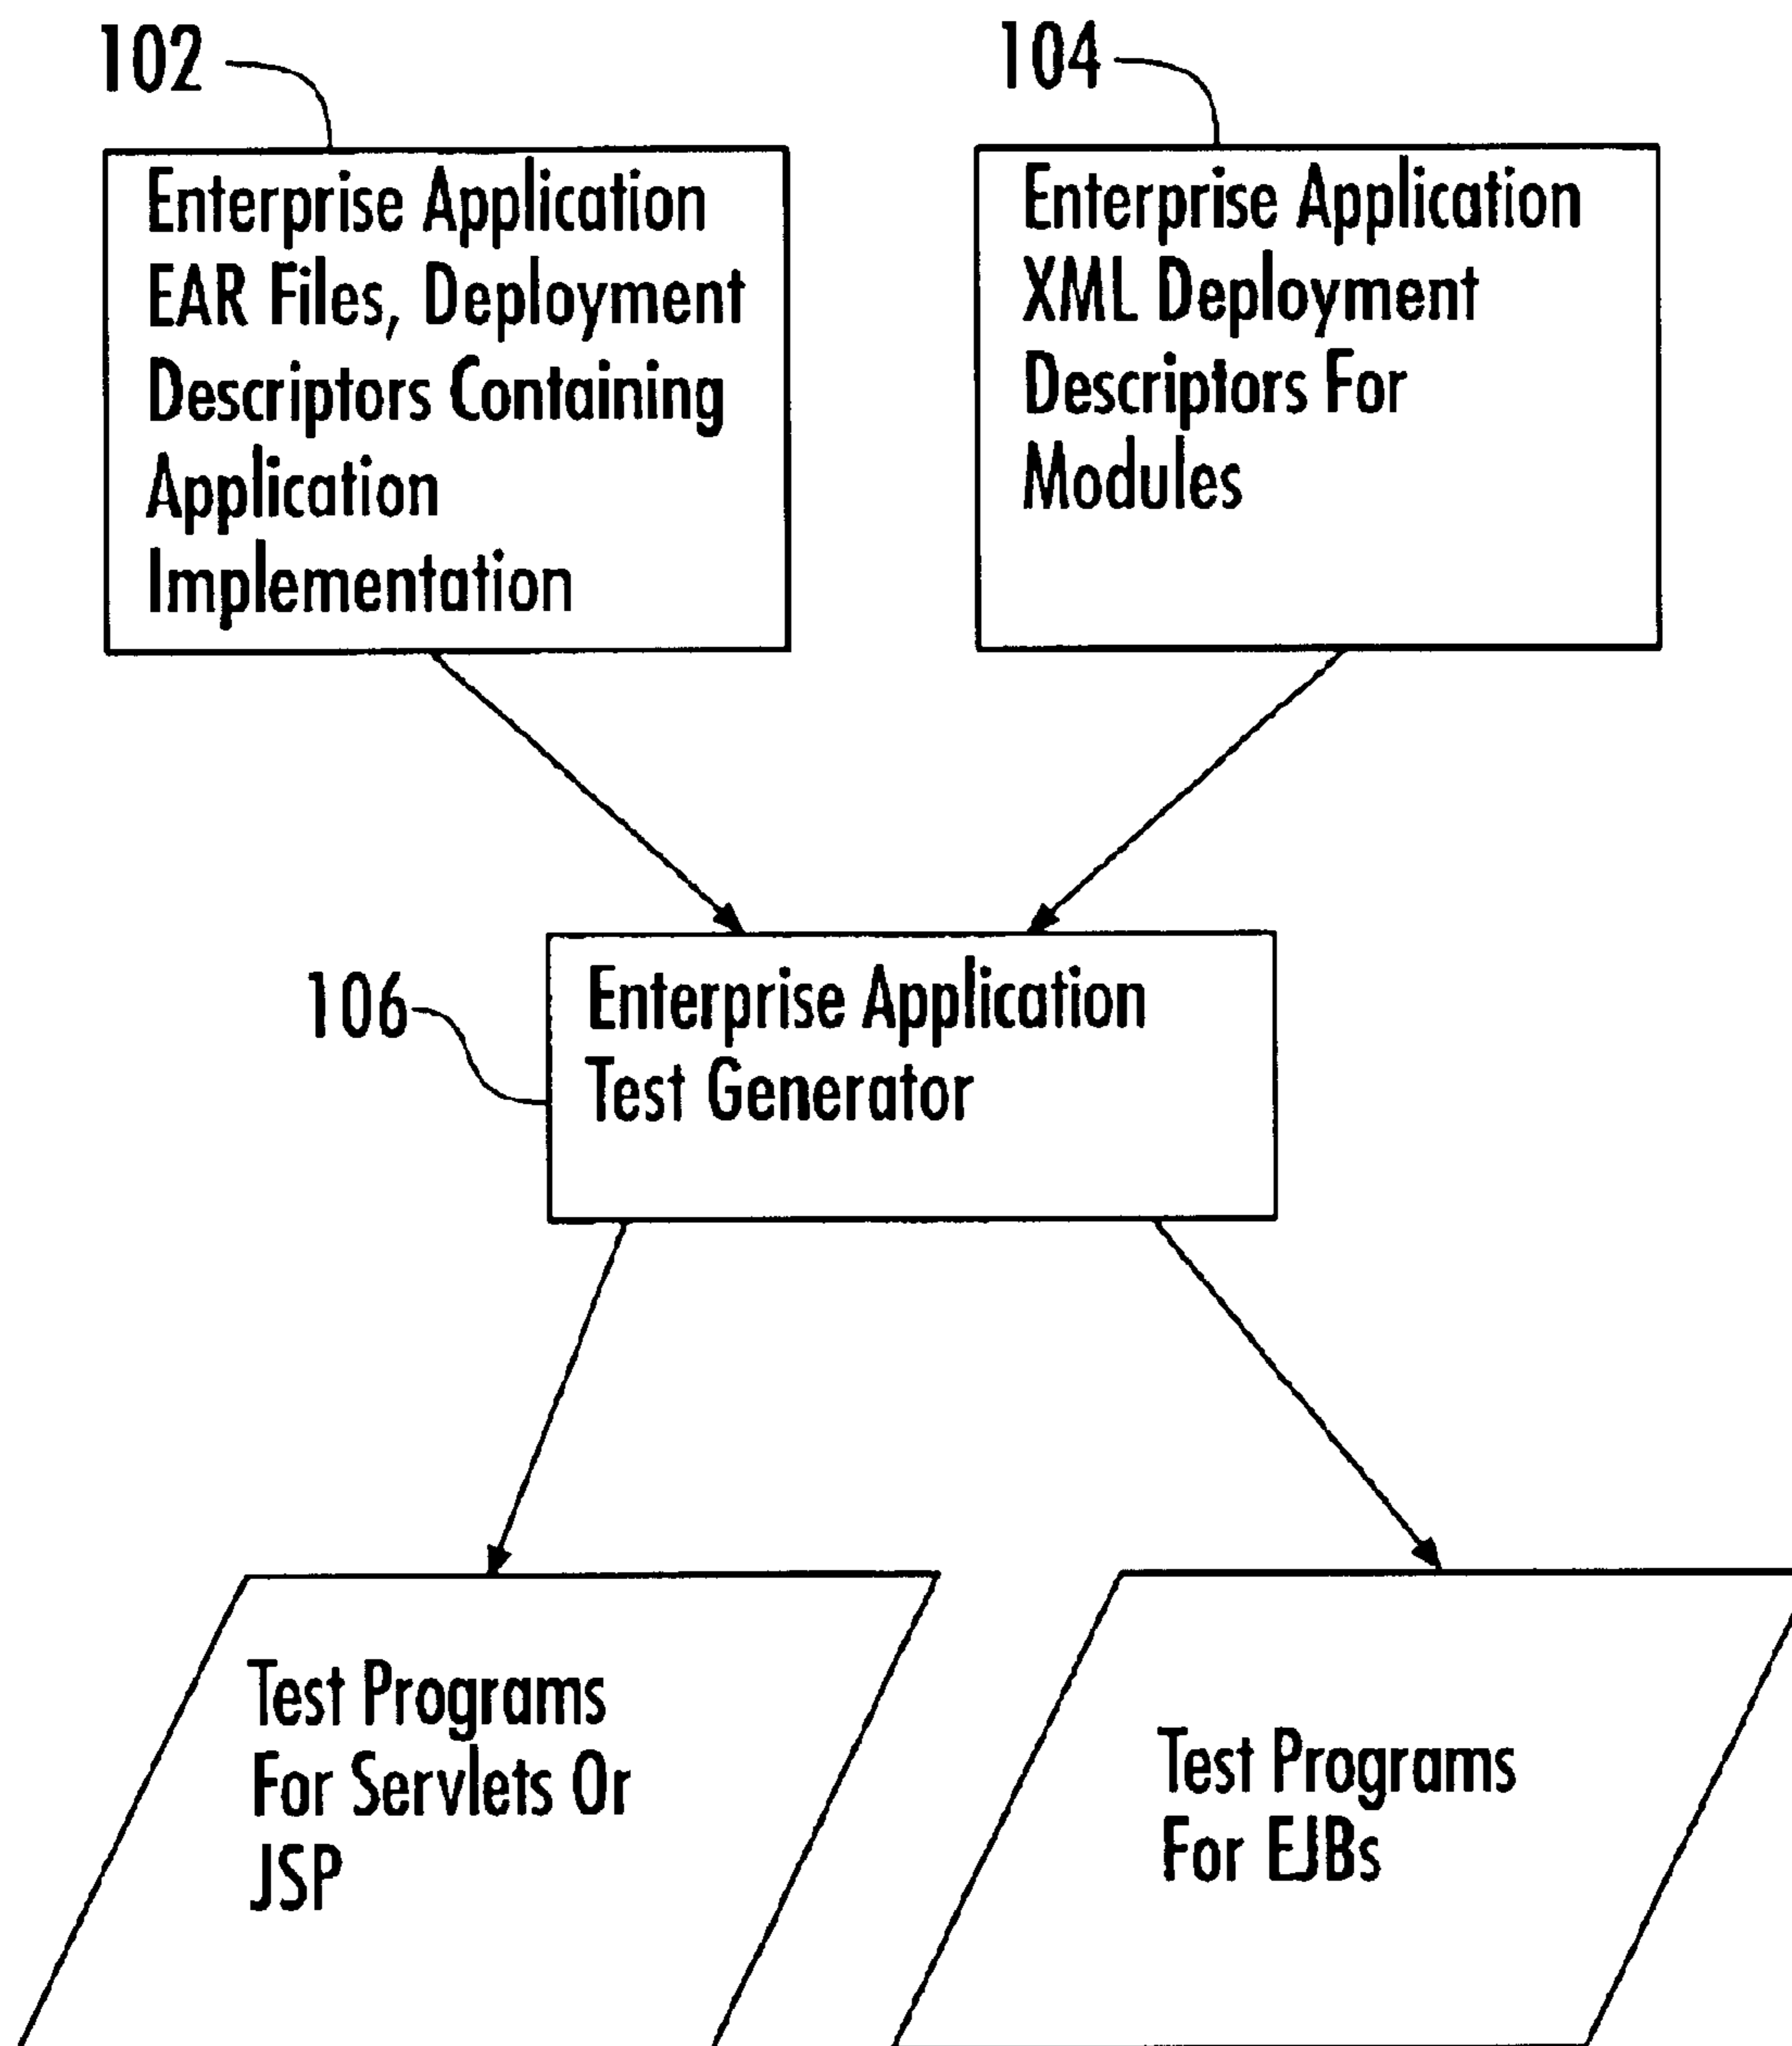 102
Enterprise Application
EAR Files, Deployment
Descriptors Containing
Application
Implementation
104
Enterprise Application
XML Deployment
Descriptors For
Modules
106
Enterprise Application
Test Generator
Test Programs
For Servlets Or
JSP
Test Programs
For EJBs